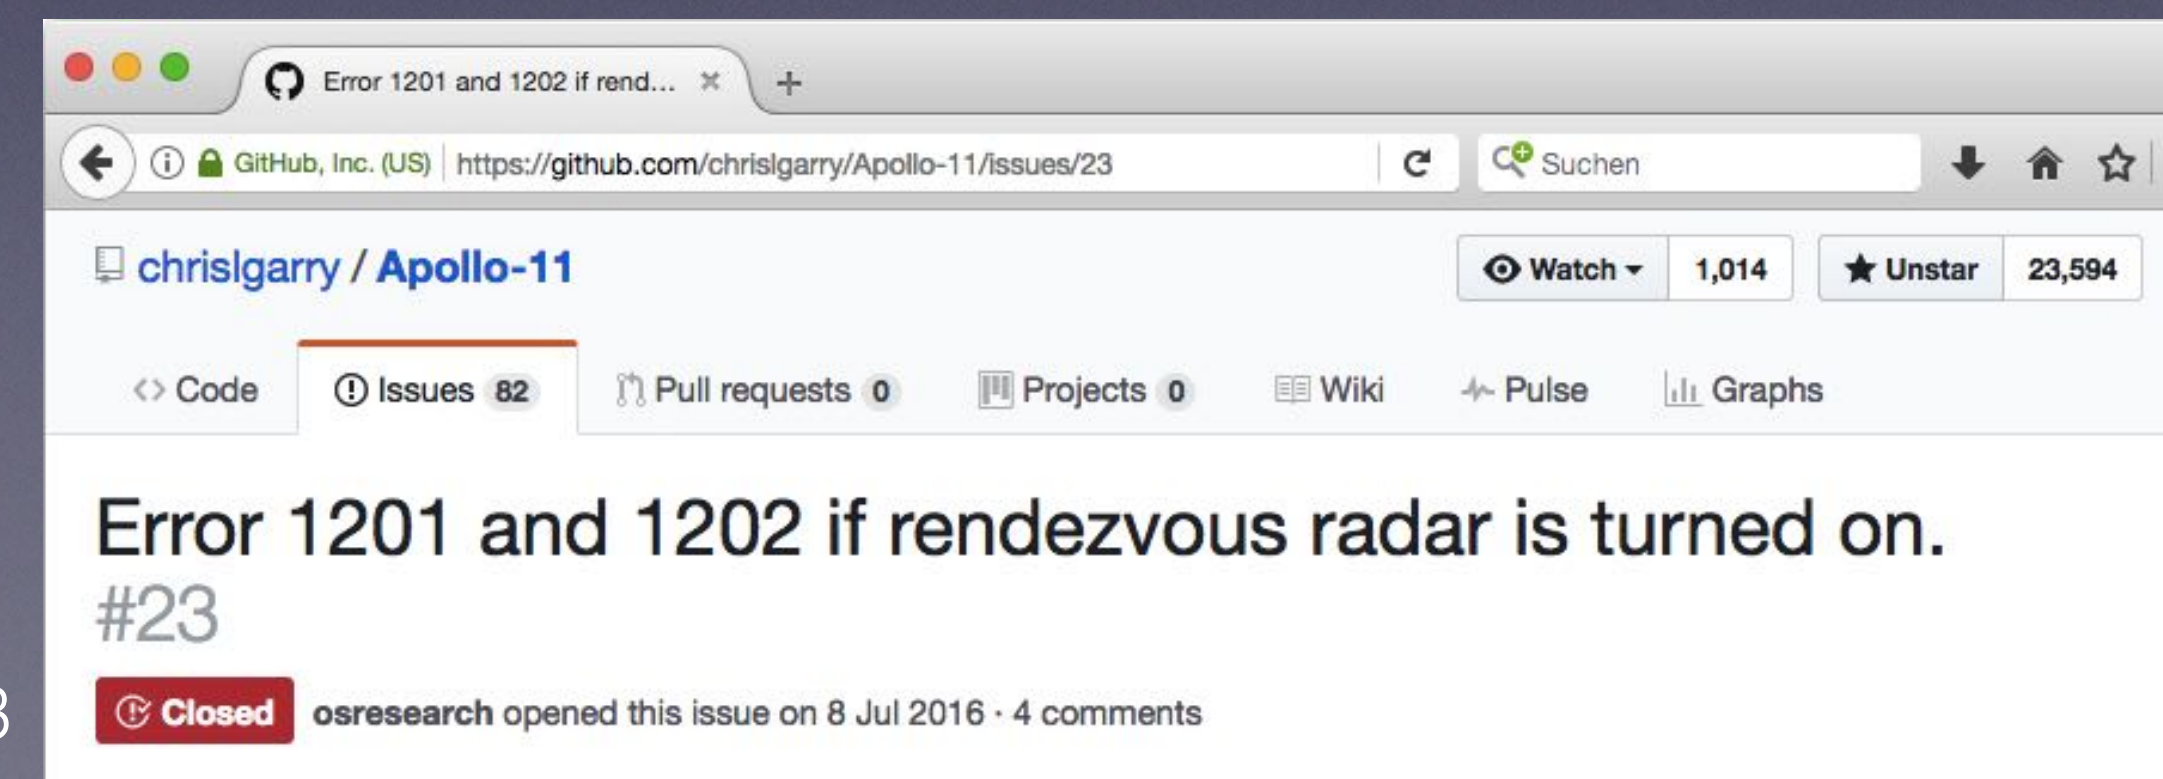 Error 1201 and 1202 if rend...
GitHub, Inc. (US) https://github.com/chrislgarry/Apollo-11/issues/23 Suchen
chrislgarry / Apollo-11 Watch 1,014 Unstar 23,594
Code Issues 82 Pull requests 0 Projects 0 Wiki Pulse Graphs
Error 1201 and 1202 if rendezvous radar is turned on.
#23
Closed osresearch opened this issue on 8 Jul 2016 · 4 comments